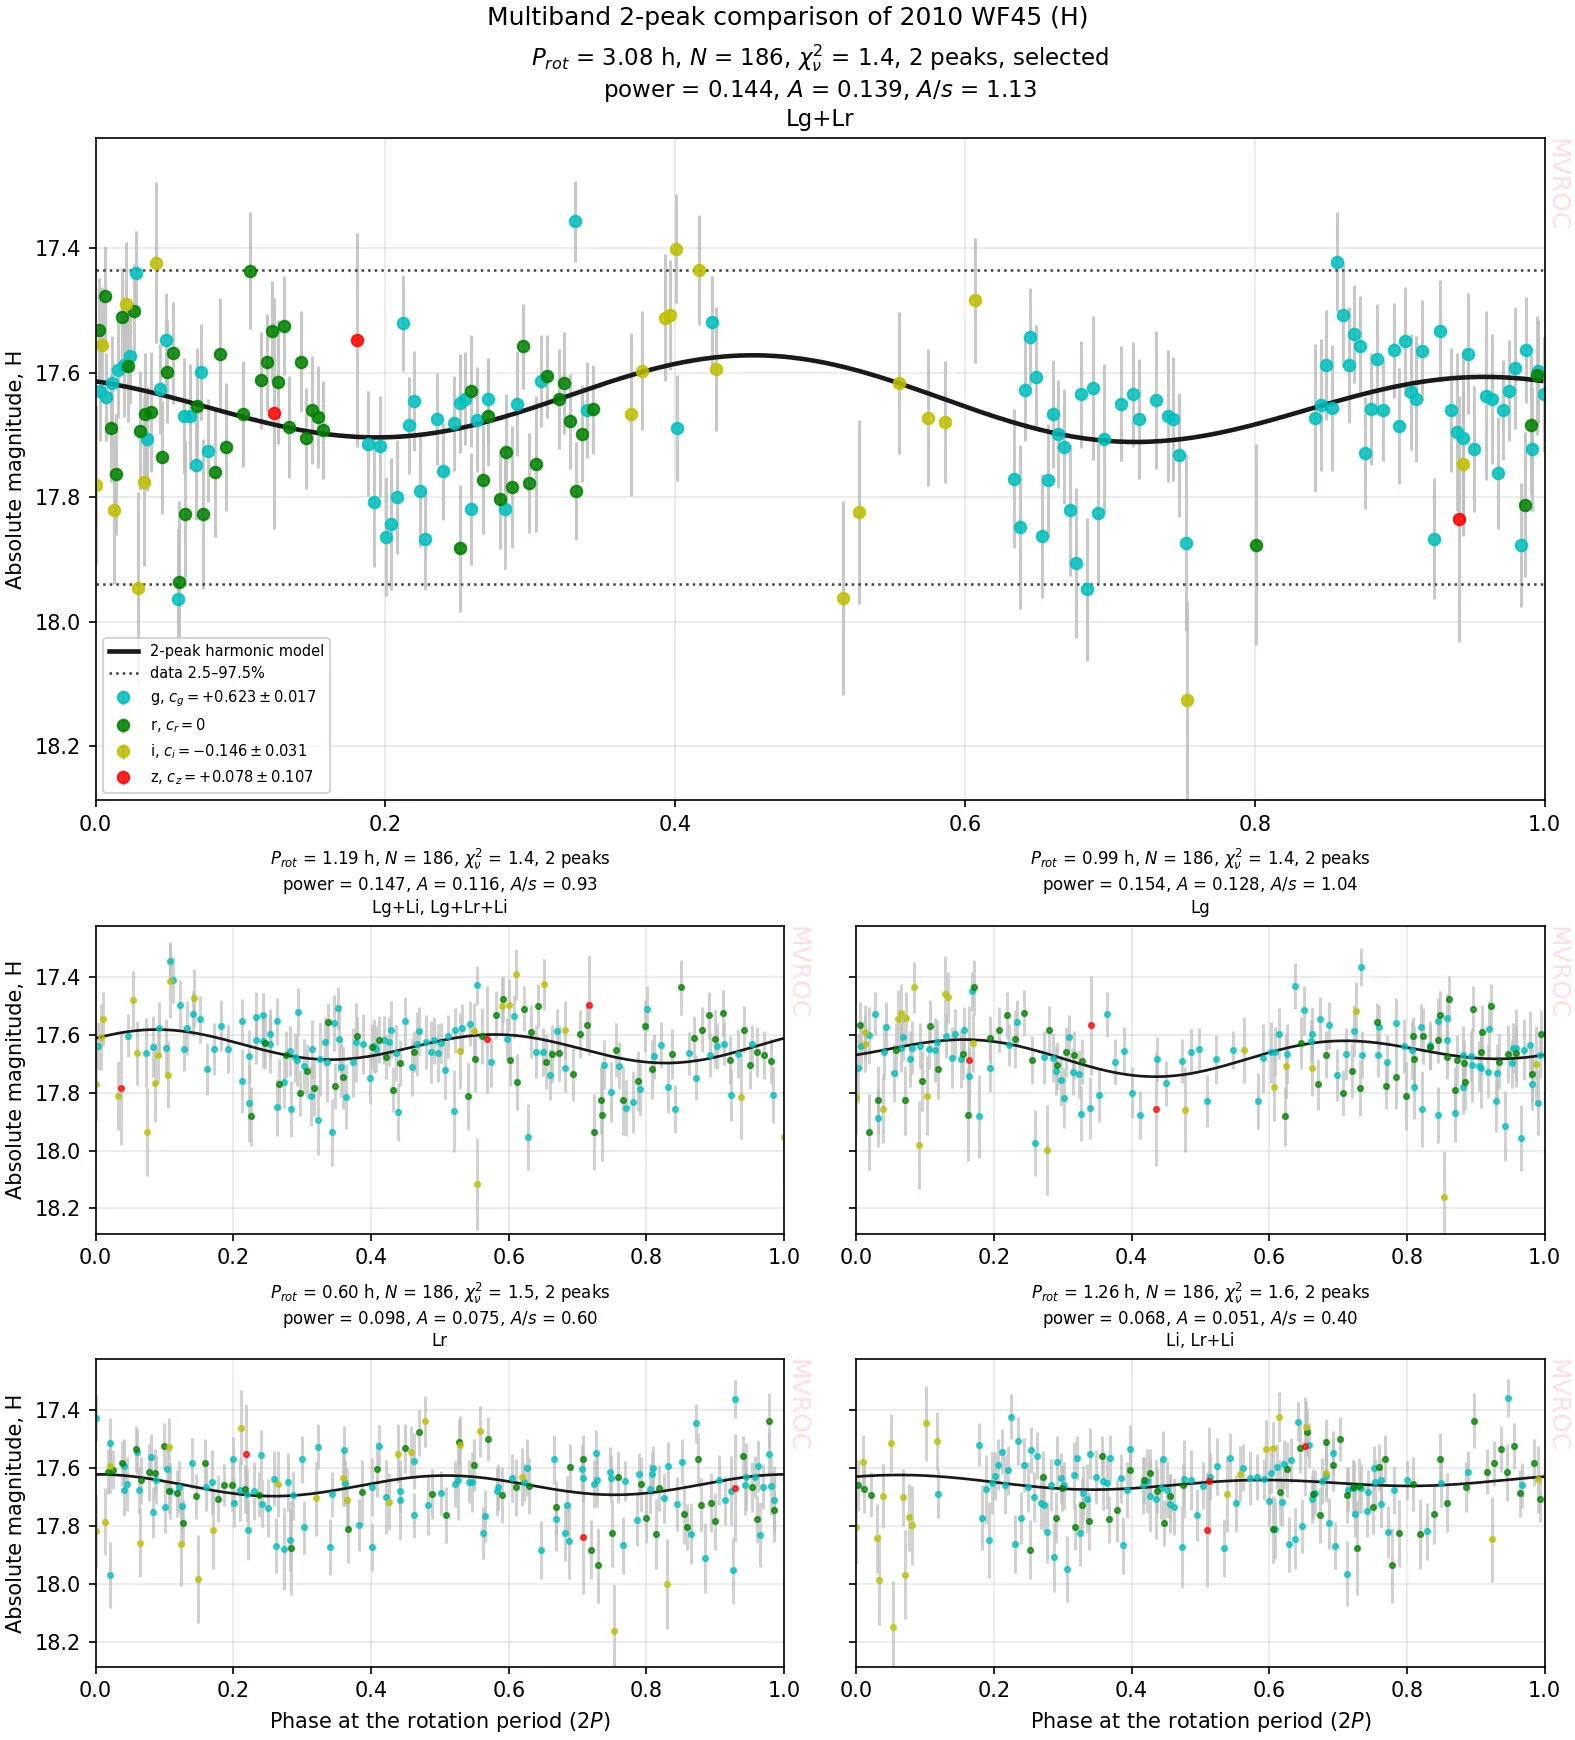 Multiband 2-peak comparison of 2010 WF45 (H)
P_rot = 3.08 h, N = 186, χ²_ν = 1.4, 2 peaks, selected
power = 0.144, A = 0.139, A/s = 1.13
Lg+Lr
Absolute magnitude, H
17.4
17.6
17.8
18.0
18.2
2-peak harmonic model
data 2.5–97.5%
g, c_g = +0.623 ± 0.017
r, c_r = 0
i, c_i = −0.146 ± 0.031
z, c_z = +0.078 ± 0.107
0.0 0.2 0.4 0.6 0.8 1.0
MVROC
P_rot = 1.19 h, N = 186, χ²_ν = 1.4, 2 peaks
power = 0.147, A = 0.116, A/s = 0.93
Lg+Li, Lg+Lr+Li
Absolute magnitude, H
17.4
17.6
17.8
18.0
18.2
0.0 0.2 0.4 0.6 0.8 1.0
MVROC
P_rot = 0.99 h, N = 186, χ²_ν = 1.4, 2 peaks
power = 0.154, A = 0.128, A/s = 1.04
Lg
0.0 0.2 0.4 0.6 0.8 1.0
MVROC
P_rot = 0.60 h, N = 186, χ²_ν = 1.5, 2 peaks
power = 0.098, A = 0.075, A/s = 0.60
Lr
Absolute magnitude, H
17.4
17.6
17.8
18.0
18.2
0.0 0.2 0.4 0.6 0.8 1.0
Phase at the rotation period (2P)
MVROC
P_rot = 1.26 h, N = 186, χ²_ν = 1.6, 2 peaks
power = 0.068, A = 0.051, A/s = 0.40
Li, Lr+Li
0.0 0.2 0.4 0.6 0.8 1.0
Phase at the rotation period (2P)
MVROC